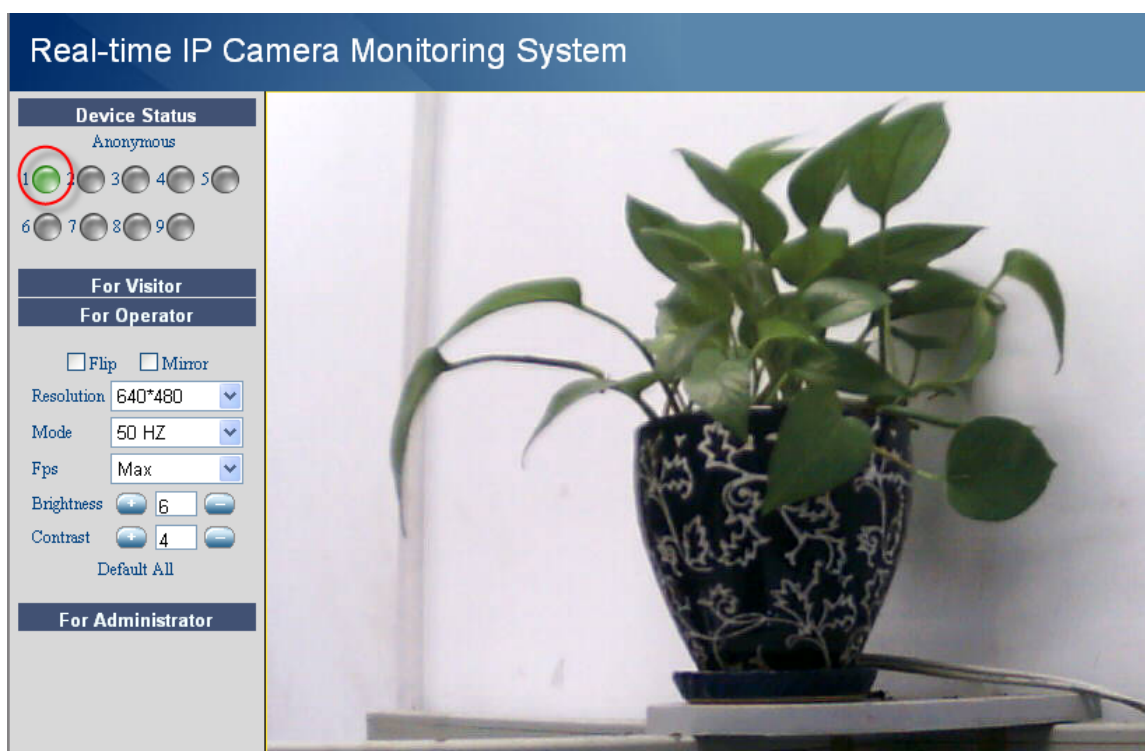 Real-time IP Camera Monitoring System
Device Status
Anonymous
1 2 3 4 5
6 7 8 9
For Visitor
For Operator
Flip Mirror
Resolution 640*480
Mode 50 HZ
Fps Max
Brightness + 6 −
Contrast + 4 −
Default All
For Administrator